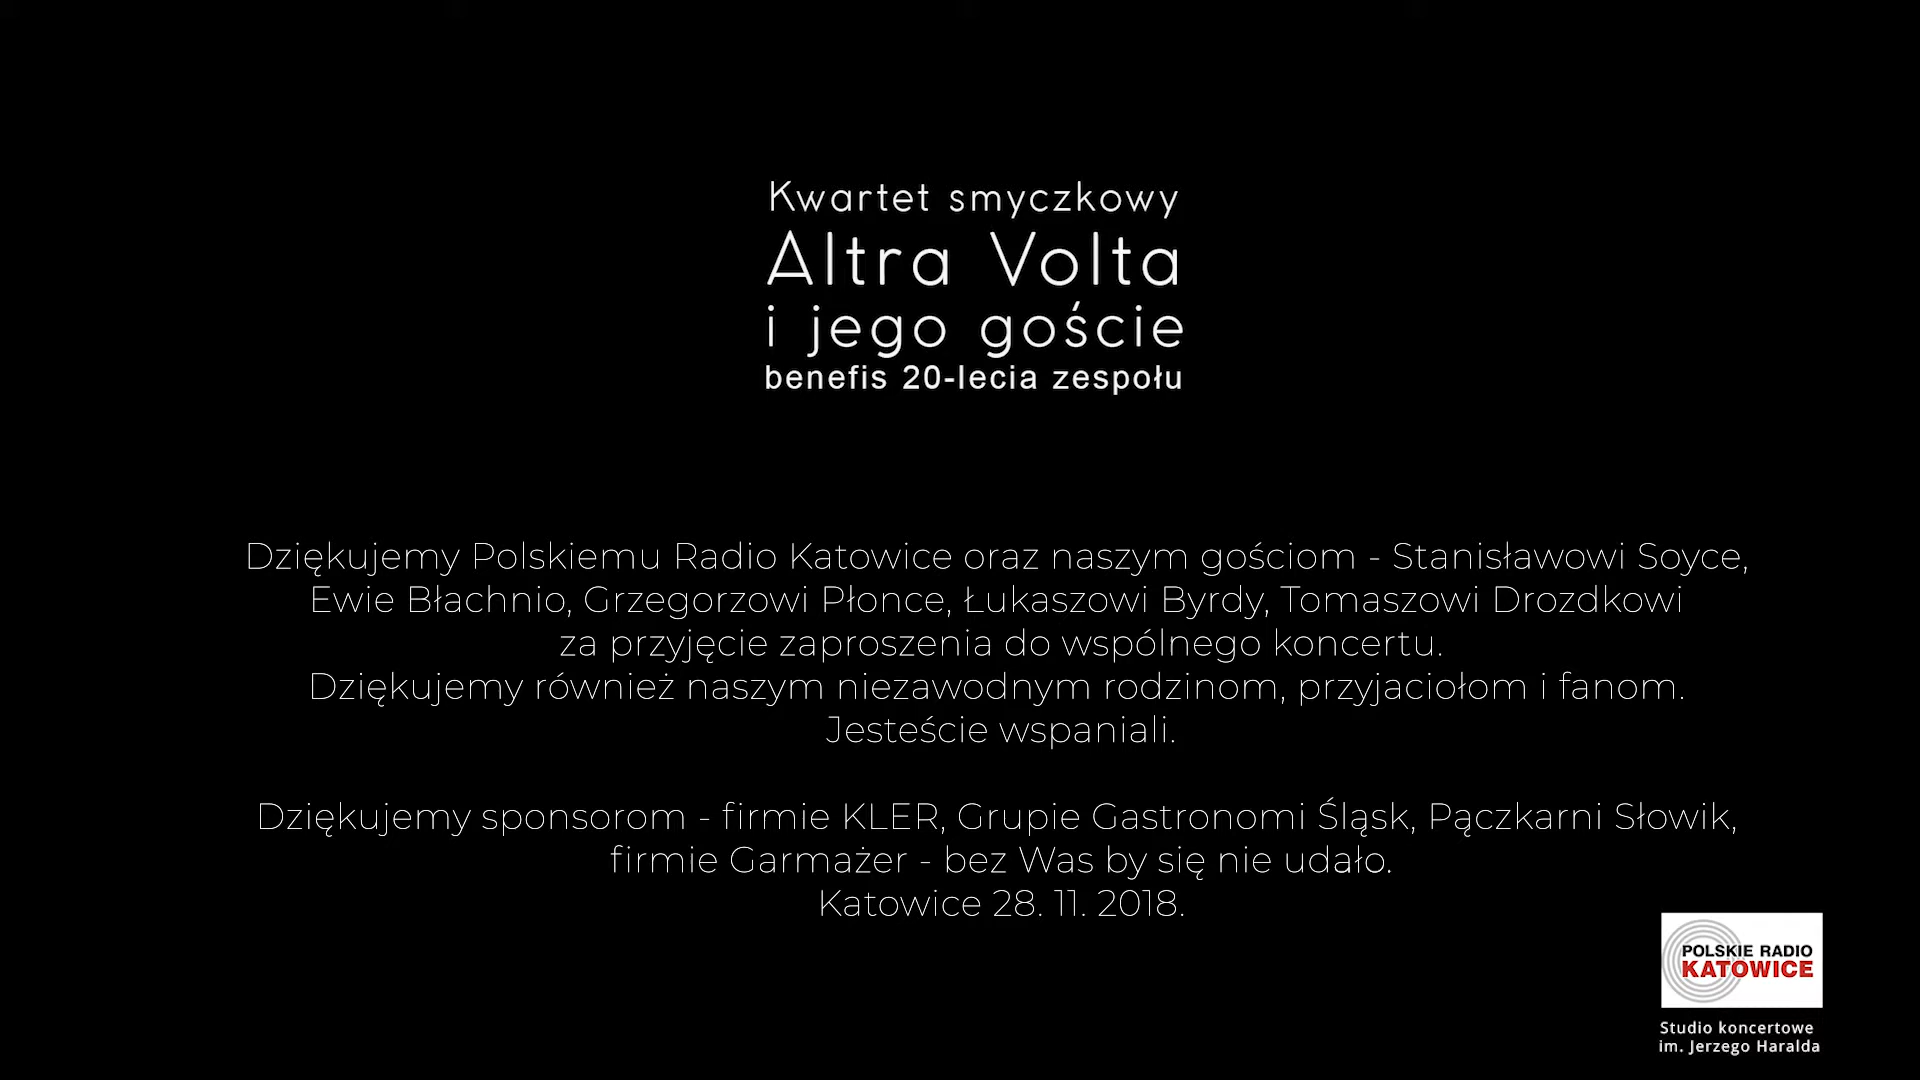 Kwartet smyczkowy
Altra Volta
i jego goście
benefis 20-lecia zespołu
Dziękujemy Polskiemu Radio Katowice oraz naszym gościom - Stanisławowi Soyce,
Ewie Błachnio, Grzegorzowi Płonce, Łukaszowi Byrdy, Tomaszowi Drozdkowi
za przyjęcie zaproszenia do wspólnego koncertu.
Dziękujemy również naszym niezawodnym rodzinom, przyjaciołom i fanom.
Jesteście wspaniali.
Dziękujemy sponsorom - firmie KLER, Grupie Gastronomi Śląsk, Pączkarni Słowik,
firmie Garmażer - bez Was by się nie udało.
Katowice 28. 11. 2018.
POLSKIE RADIO
KATOWICE
Studio koncertowe
im. Jerzego Haralda